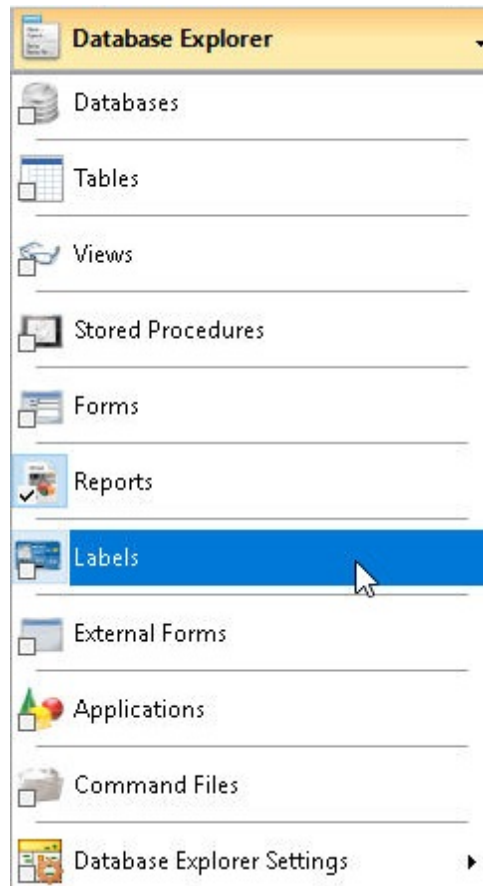 Database Explorer
Databases
Tables
Views
Stored Procedures
Forms
Reports
Labels
External Forms
Applications
Command Files
Database Explorer Settings